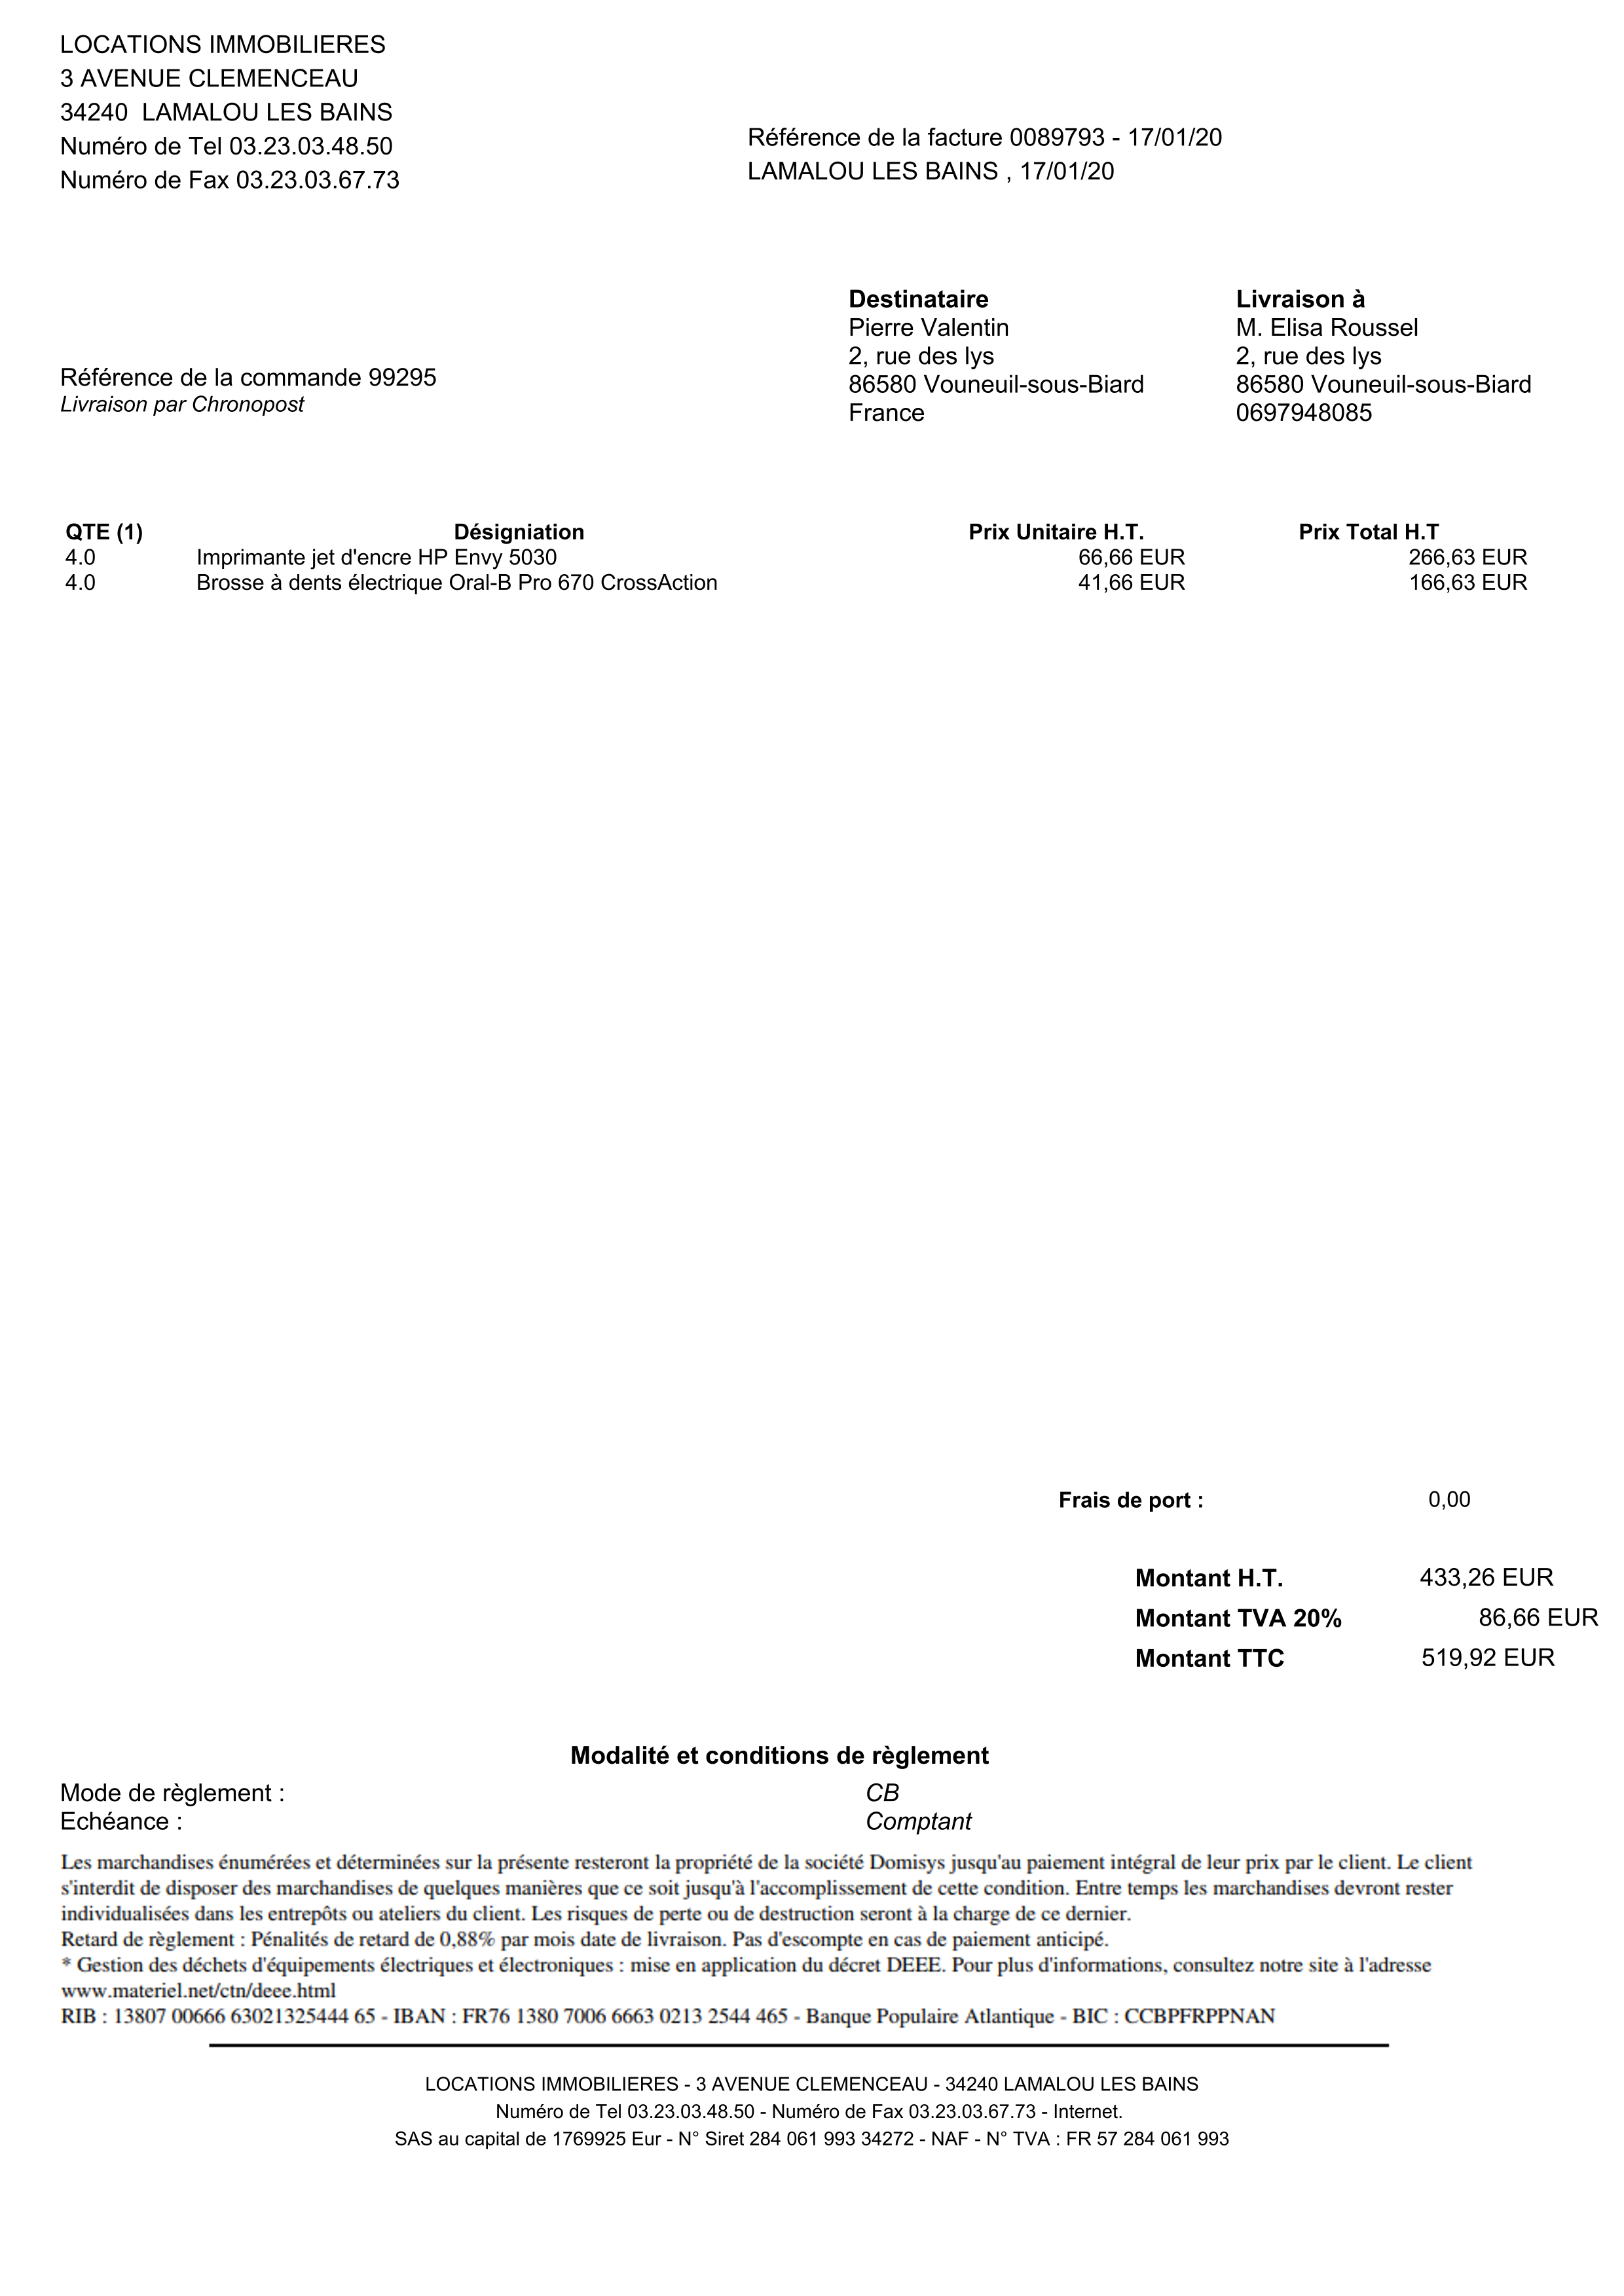 LOCATIONS IMMOBILIERES
3 AVENUE CLEMENCEAU
34240 LAMALOU LES BAINS
Numéro de Tel 03.23.03.48.50
Numéro de Fax 03.23.03.67.73
Référence de la facture 0089793 - 17/01/20
LAMALOU LES BAINS , 17/01/20
Référence de la commande 99295
Livraison par Chronopost
Destinataire
Pierre Valentin
2, rue des lys
86580 Vouneuil-sous-Biard
France
Livraison à
M. Elisa Roussel
2, rue des lys
86580 Vouneuil-sous-Biard
0697948085
QTE (1) Désigniation Prix Unitaire H.T. Prix Total H.T
4.0 Imprimante jet d'encre HP Envy 5030 66,66 EUR 266,63 EUR
4.0 Brosse à dents électrique Oral-B Pro 670 CrossAction 41,66 EUR 166,63 EUR
Frais de port : 0,00
Montant H.T. 433,26 EUR
Montant TVA 20% 86,66 EUR
Montant TTC 519,92 EUR
Modalité et conditions de règlement
Mode de règlement : CB
Echéance : Comptant
Les marchandises énumérées et déterminées sur la présente resteront la propriété de la société Domisys jusqu'au paiement intégral de leur prix par le client. Le client
s'interdit de disposer des marchandises de quelques manières que ce soit jusqu'à l'accomplissement de cette condition. Entre temps les marchandises devront rester
individualisées dans les entrepôts ou ateliers du client. Les risques de perte ou de destruction seront à la charge de ce dernier.
Retard de règlement : Pénalités de retard de 0,88% par mois date de livraison. Pas d'escompte en cas de paiement anticipé.
* Gestion des déchets d'équipements électriques et électroniques : mise en application du décret DEEE. Pour plus d'informations, consultez notre site à l'adresse
www.materiel.net/ctn/deee.html
RIB : 13807 00666 63021325444 65 - IBAN : FR76 1380 7006 6663 0213 2544 465 - Banque Populaire Atlantique - BIC : CCBPFRPPNAN
LOCATIONS IMMOBILIERES - 3 AVENUE CLEMENCEAU - 34240 LAMALOU LES BAINS
Numéro de Tel 03.23.03.48.50 - Numéro de Fax 03.23.03.67.73 - Internet.
SAS au capital de 1769925 Eur - N° Siret 284 061 993 34272 - NAF - N° TVA : FR 57 284 061 993